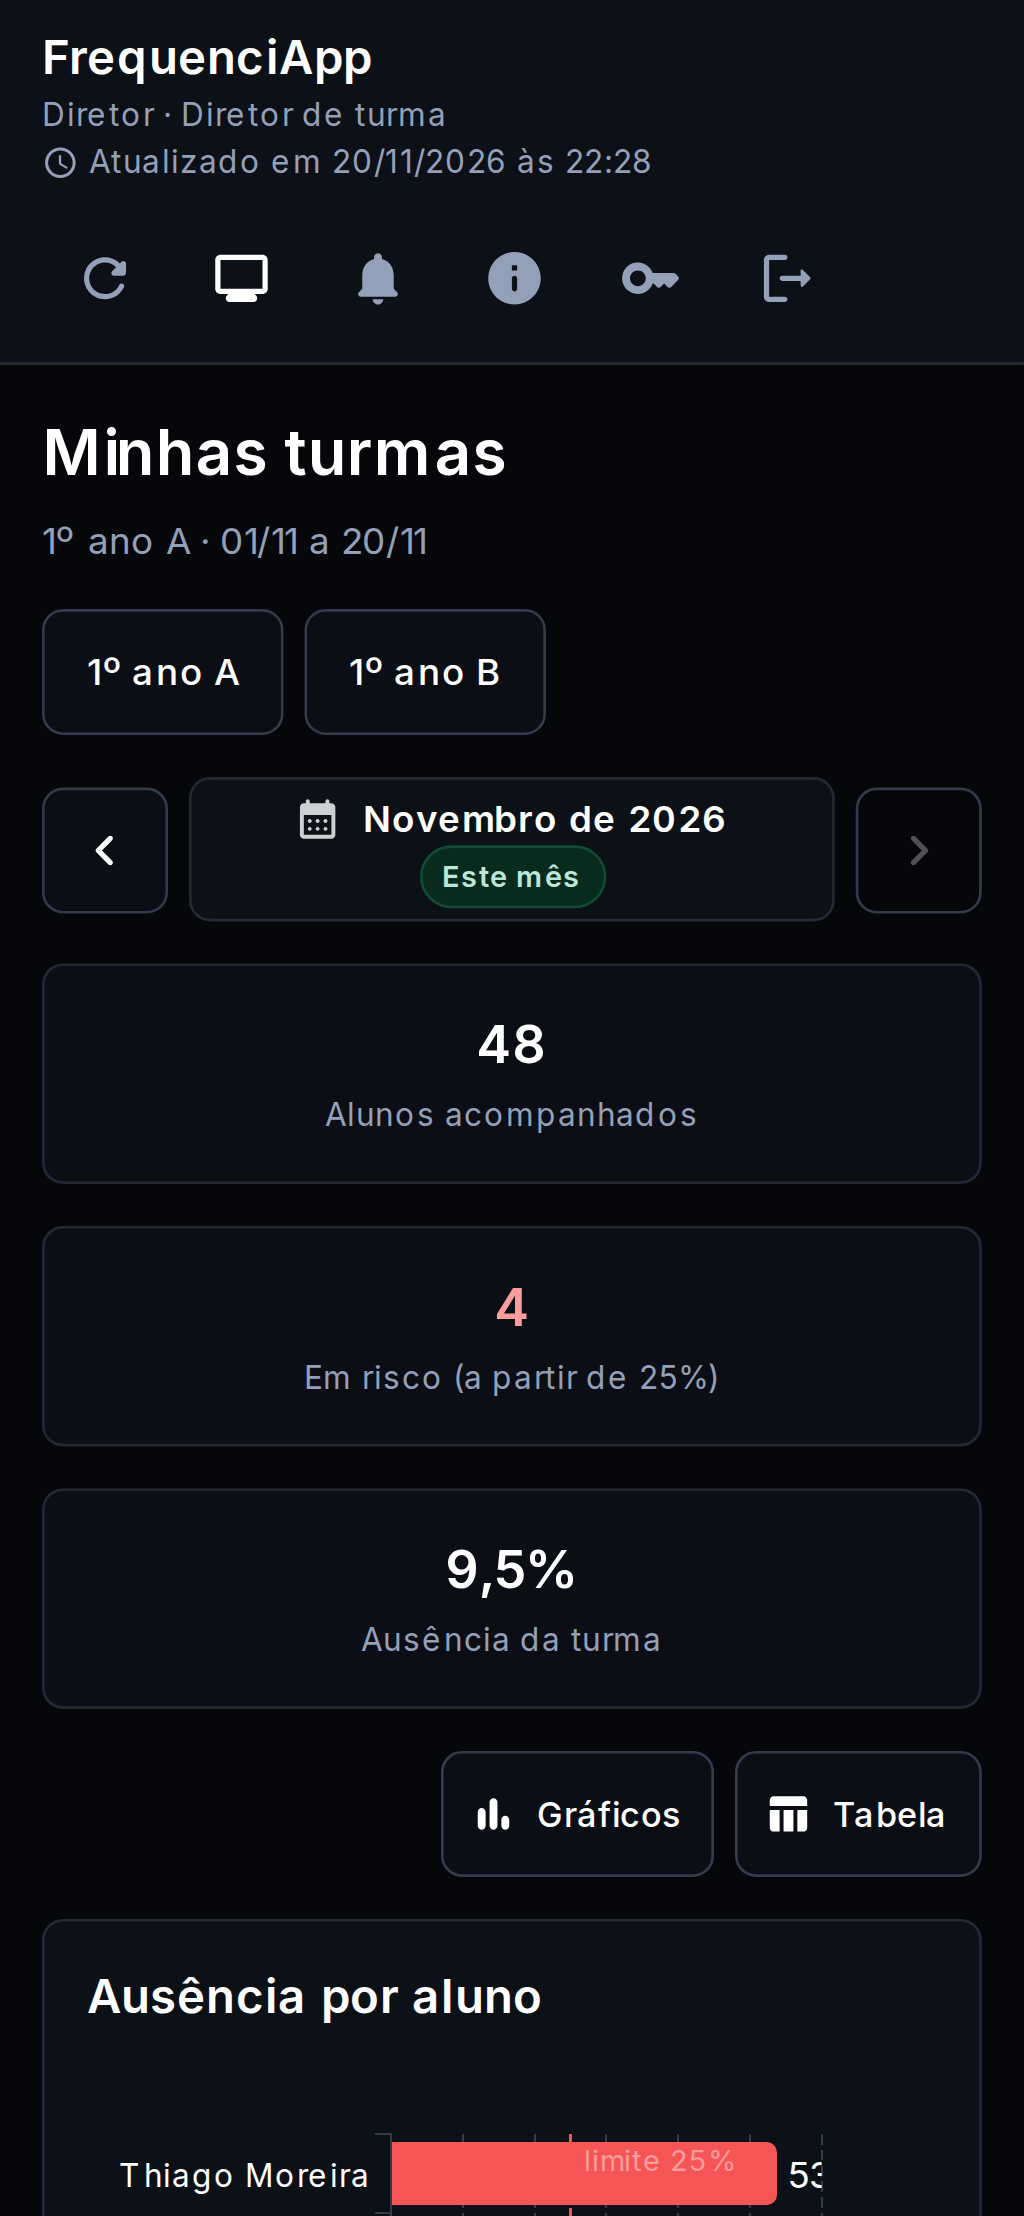 FrequenciApp
Diretor · Diretor de turma
Atualizado em 20/11/2026 às 22:28
Minhas turmas
1º ano A · 01/11 a 20/11
1º ano A
1º ano B
Novembro de 2026
Este mês
48
Alunos acompanhados
4
Em risco (a partir de 25%)
9,5%
Ausência da turma
Gráficos
Tabela
Ausência por aluno
limite 25%
Thiago Moreira